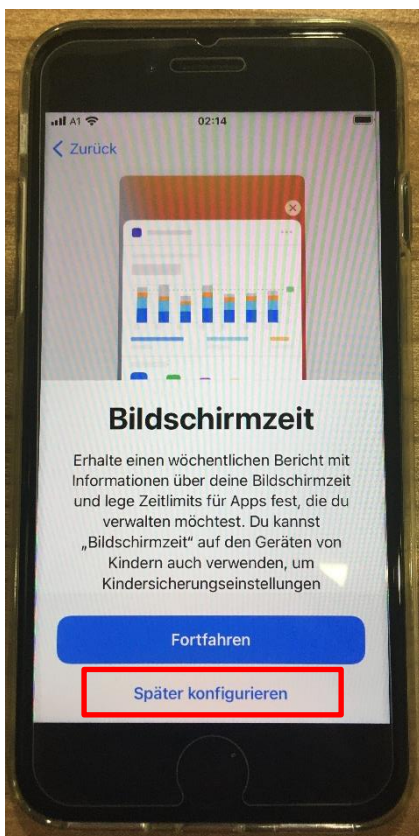 A1 02:14
Zurück
Bildschirmzeit
Erhalte einen wöchentlichen Bericht mit
Informationen über deine Bildschirmzeit
und lege Zeitlimits für Apps fest, die du
verwalten möchtest. Du kannst
„Bildschirmzeit“ auf den Geräten von
Kindern auch verwenden, um
Kindersicherungseinstellungen
Fortfahren
Später konfigurieren